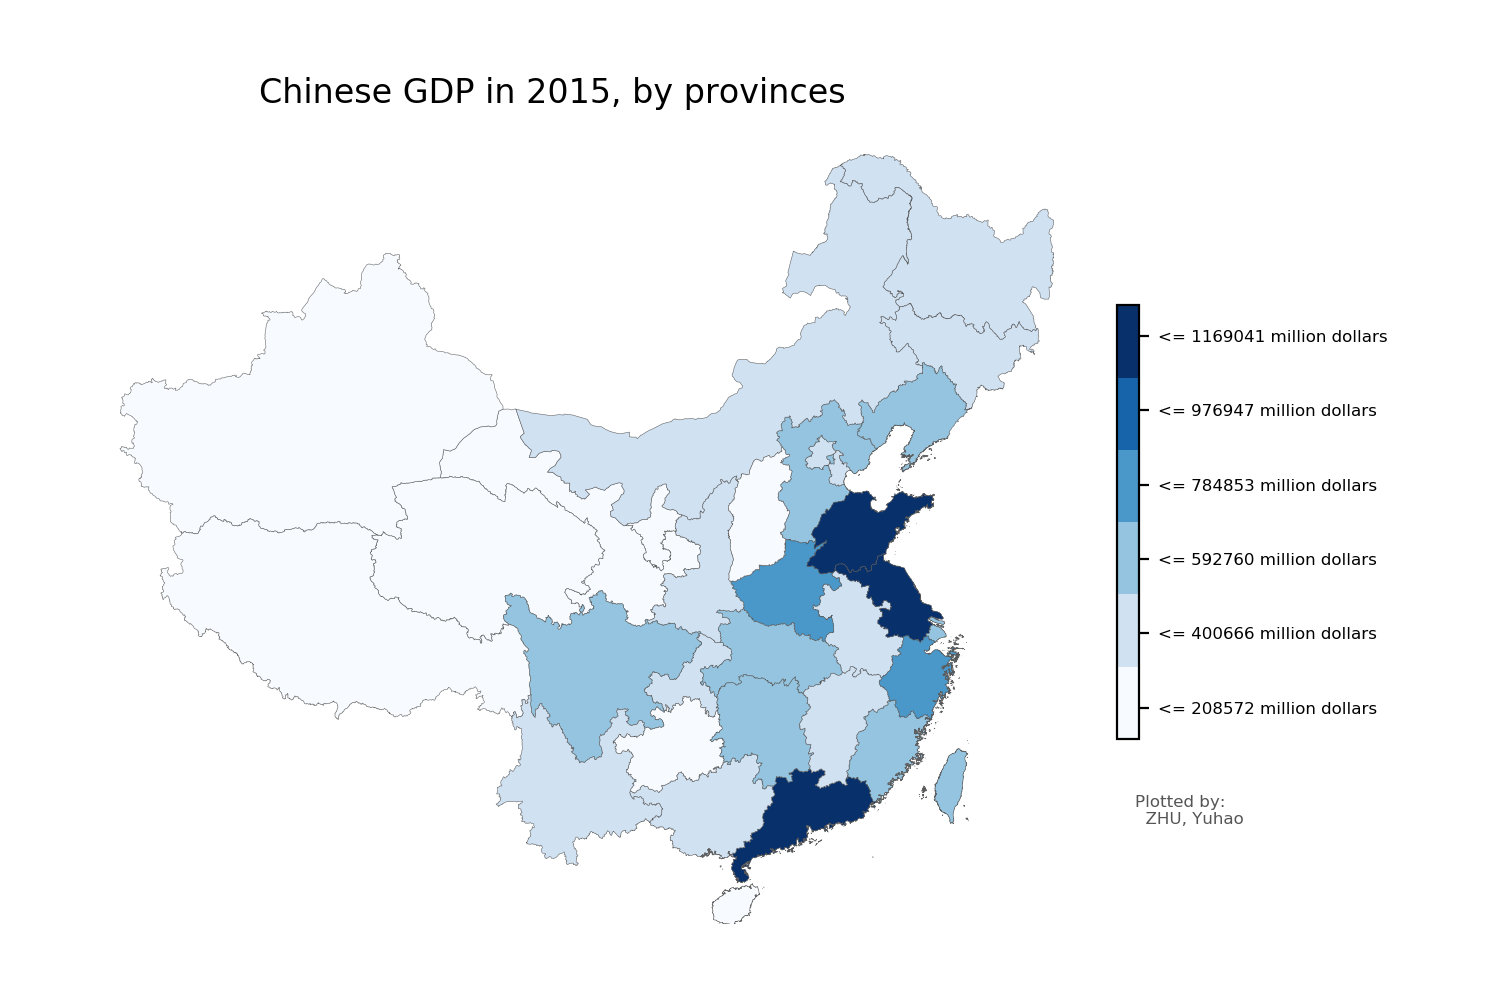 Chinese GDP in 2015, by provinces
<= 1169041 million dollars
<= 976947 million dollars
<= 784853 million dollars
<= 592760 million dollars
<= 400666 million dollars
<= 208572 million dollars
Plotted by:
ZHU, Yuhao